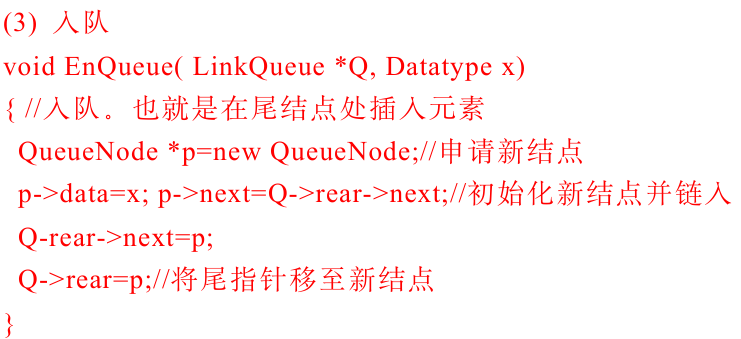 (3) 入队
void EnQueue( LinkQueue *Q, Datatype x)
{ //入队。也就是在尾结点处插入元素
QueueNode *p=new QueueNode;//申请新结点
p->data=x; p->next=Q->rear->next;//初始化新结点并链入
Q-rear->next=p;
Q->rear=p;//将尾指针移至新结点
}